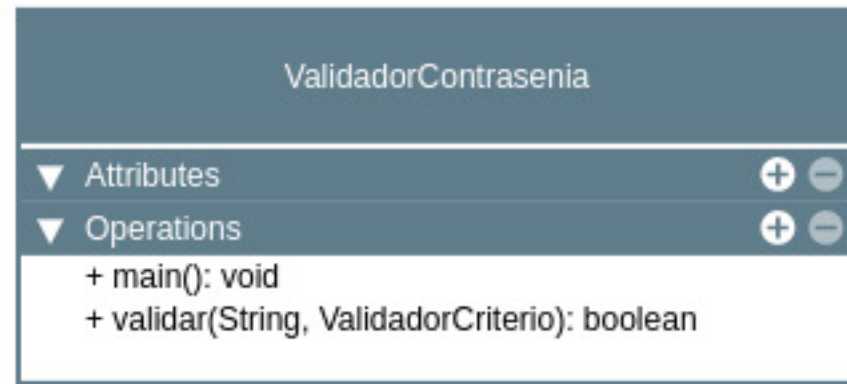 ValidadorContrasenia
Attributes
Operations
+ main(): void
+ validar(String, ValidadorCriterio): boolean